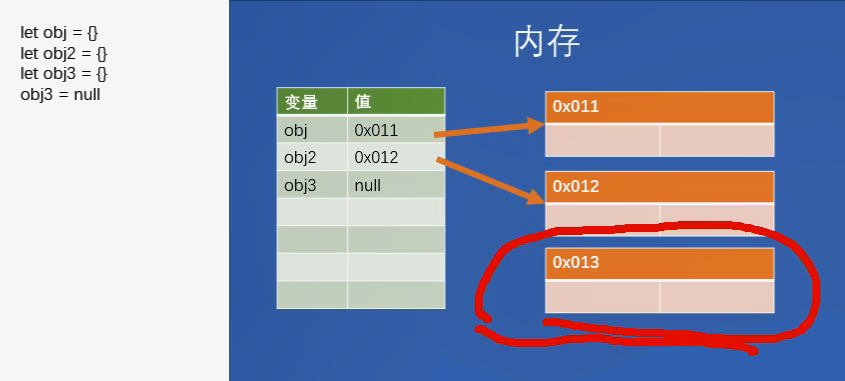 let obj = {}
let obj2 = {}
let obj3 = {}
obj3 = null
内存
变量 值
obj 0x011
obj2 0x012
obj3 null
0x011
0x012
0x013